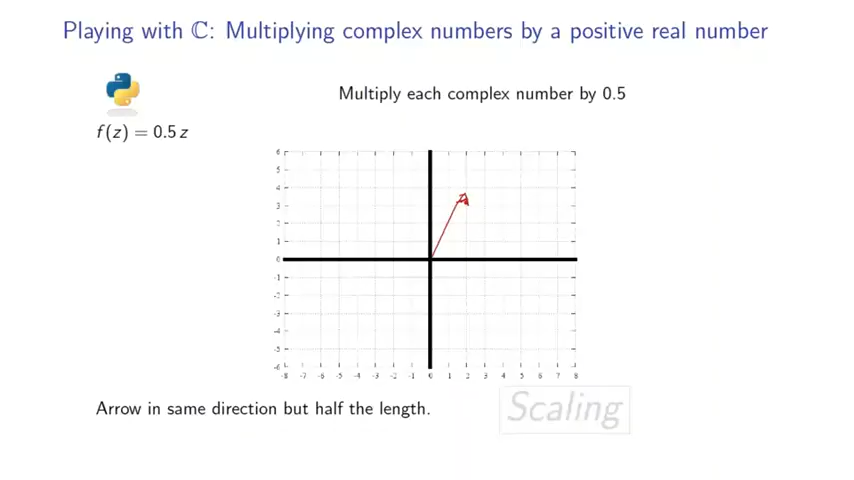 Playing with ℂ: Multiplying complex numbers by a positive real number
Multiply each complex number by 0.5
f(z) = 0.5 z
6
5
4
3
2
1
0
-1
-2
-3
-4
-5
-6
-8 -7 -6 -5 -4 -3 -2 -1 0 1 2 3 4 5 6 7 8
Arrow in same direction but half the length.
Scaling